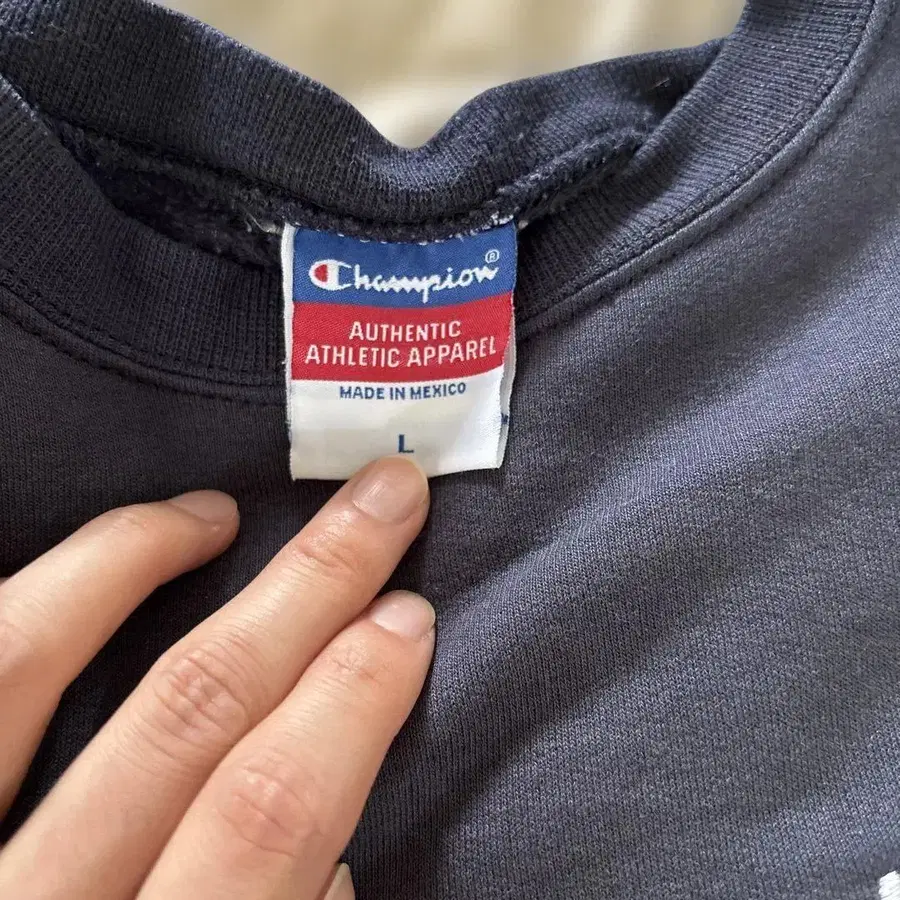 Champion®
AUTHENTIC
ATHLETIC APPAREL
MADE IN MEXICO
L